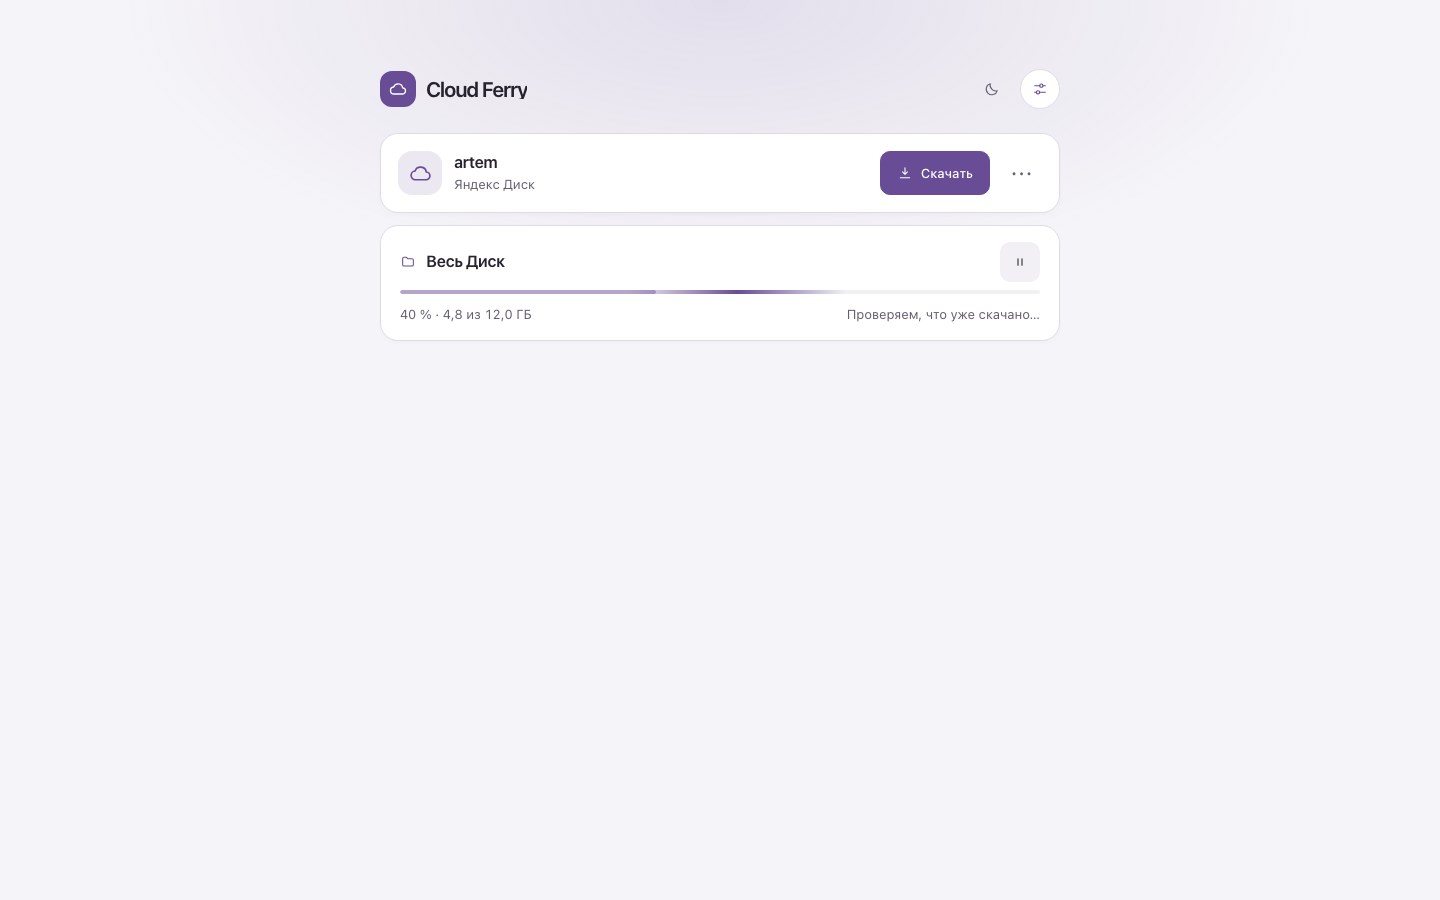 Cloud Ferry
artem
Яндекс Диск
Скачать
Весь Диск
40 % · 4,8 из 12,0 ГБ
Проверяем, что уже скачано…